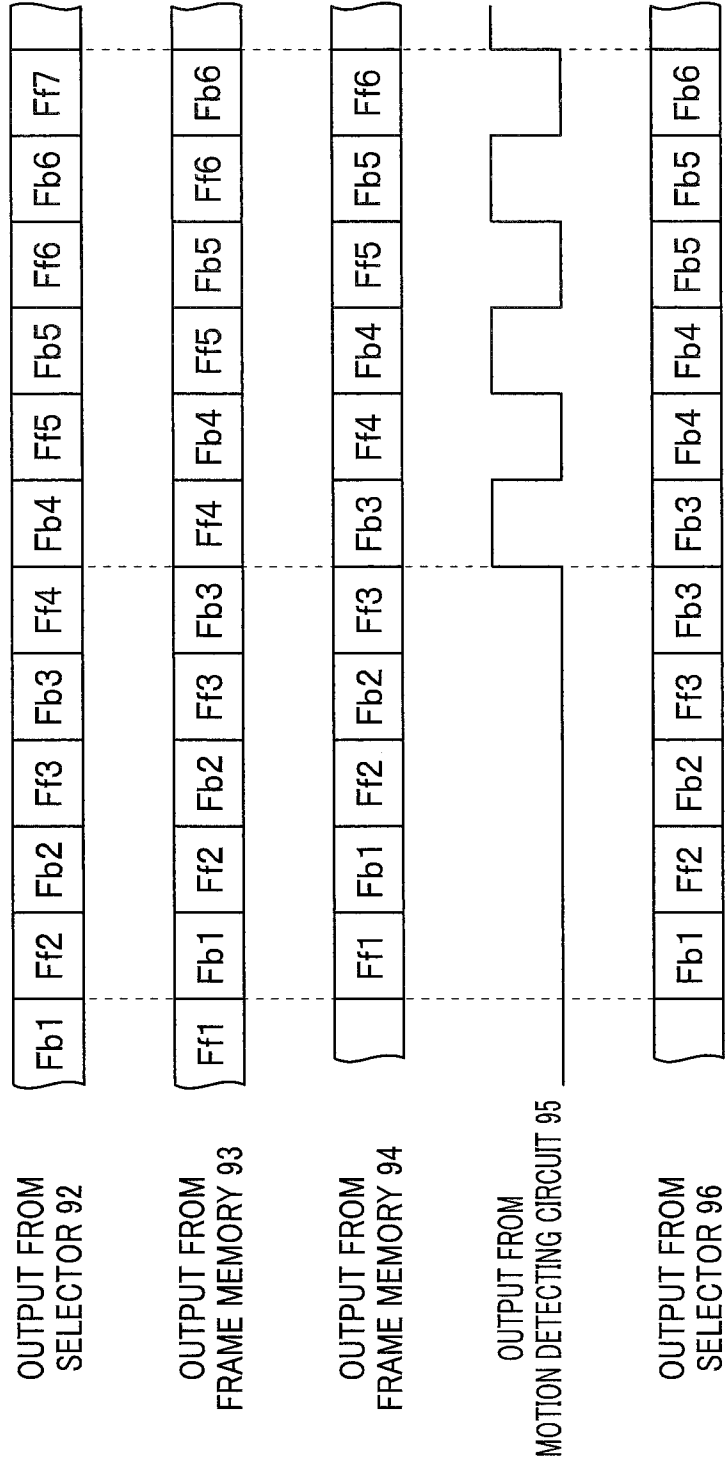 OUTPUT FROM
SELECTOR 92
Fb1 Ff2 Fb2 Ff3 Fb3 Ff4 Fb4 Ff5 Fb5 Ff6 Fb6 Ff7
OUTPUT FROM
FRAME MEMORY 93
Ff1 Fb1 Ff2 Fb2 Ff3 Fb3 Ff4 Fb4 Ff5 Fb5 Ff6 Fb6
OUTPUT FROM
FRAME MEMORY 94
Ff1 Fb1 Ff2 Fb2 Ff3 Fb3 Ff4 Fb4 Ff5 Fb5 Ff6
OUTPUT FROM
MOTION DETECTING CIRCUIT 95
OUTPUT FROM
SELECTOR 96
Fb1 Ff2 Fb2 Ff3 Fb3 Fb3 Fb4 Fb4 Fb5 Fb5 Fb6